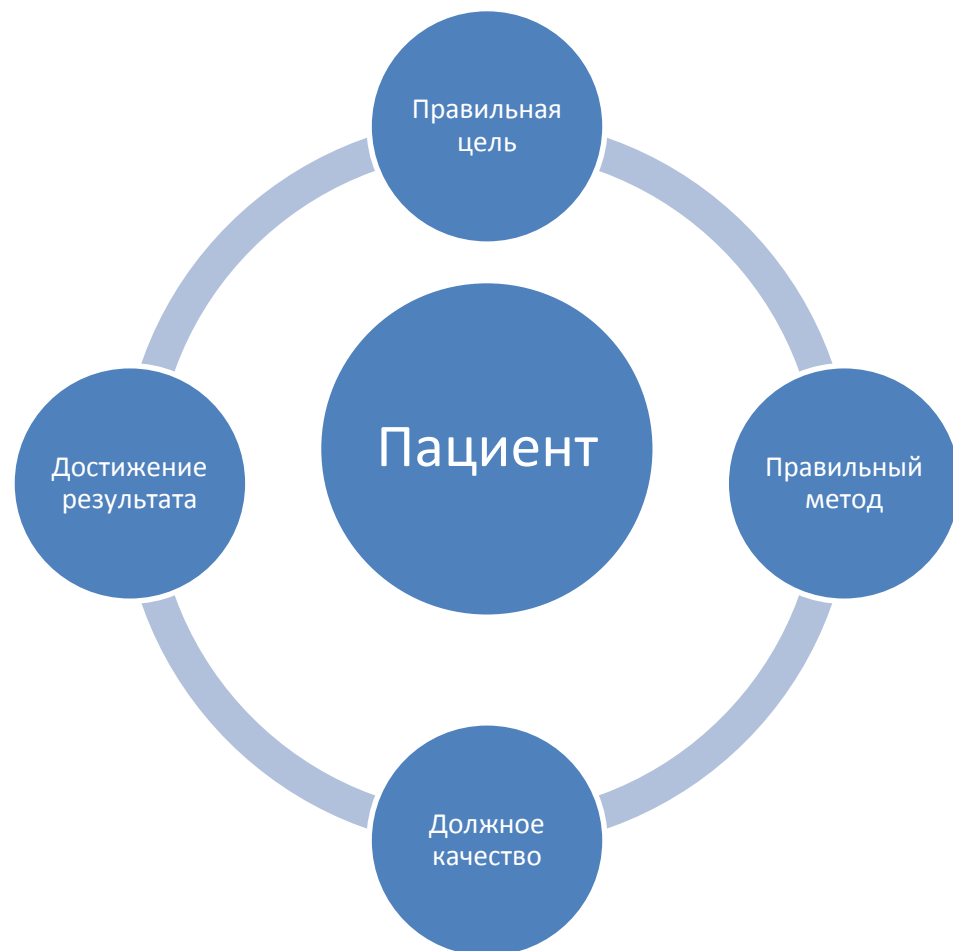 Правильная
цель
Пациент
Достижение
результата
Правильный
метод
Должное
качество